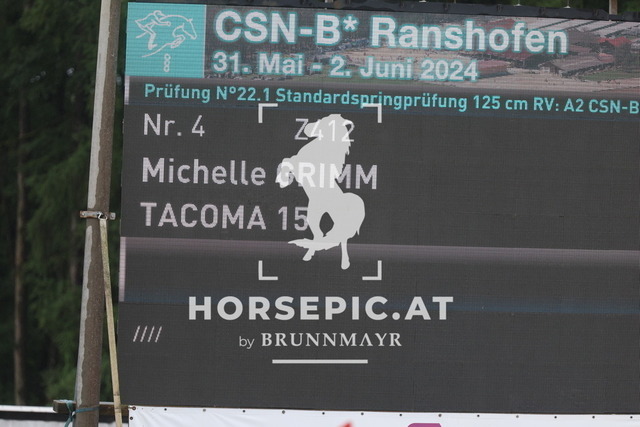 CSN-B* Ranshofen
31. Mai - 2. Juni 2024
Prüfung N°22.1 Standardspringprüfung 125 cm RV: A2 CSN-B
Nr. 4 Z412
Michelle GRIMM
TACOMA 15
HORSEPIC.AT
by BRUNNMAYR
////